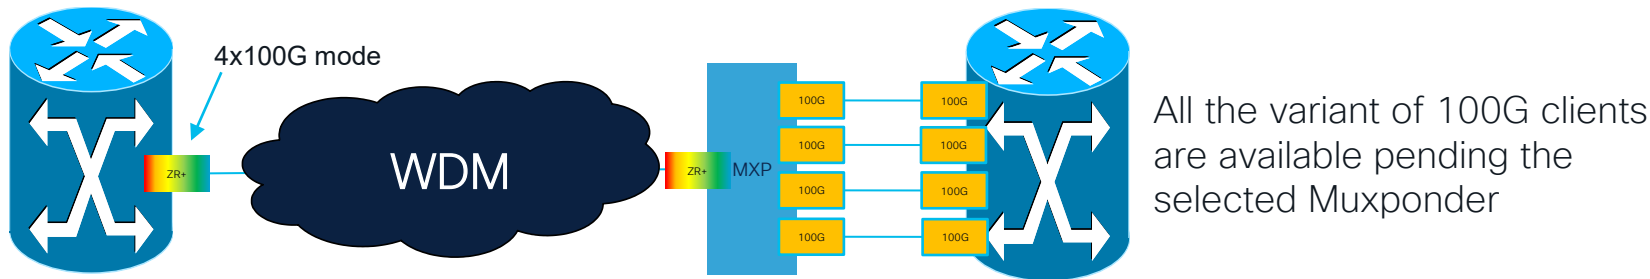 4x100G mode
ZR+
WDM
ZR+
MXP
100G
100G
100G
100G
100G
100G
100G
100G
All the variant of 100G clients
are available pending the
selected Muxponder